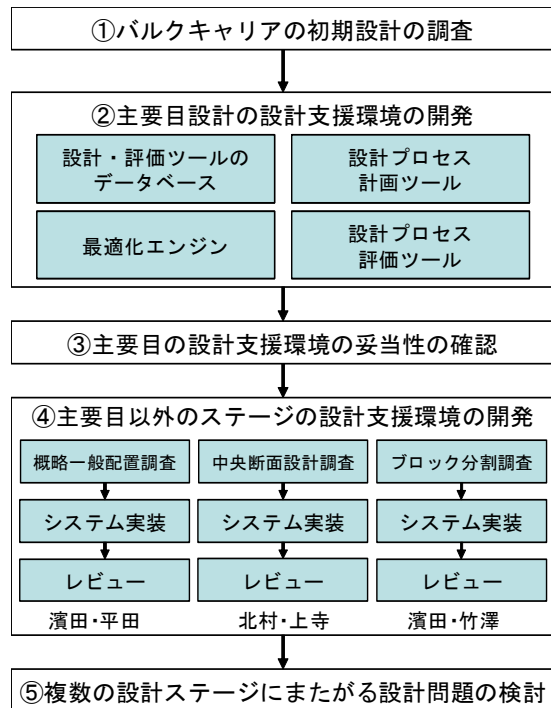 ①バルクキャリアの初期設計の調査
②主要目設計の設計支援環境の開発
設計・評価ツールの
データベース
設計プロセス
計画ツール
最適化エンジン
設計プロセス
評価ツール
③主要目の設計支援環境の妥当性の確認
④主要目以外のステージの設計支援環境の開発
概略一般配置調査
中央断面設計調査
ブロック分割調査
システム実装
システム実装
システム実装
レビュー
レビュー
レビュー
濱田・平田
北村・上寺
濱田・竹澤
⑤複数の設計ステージにまたがる設計問題の検討